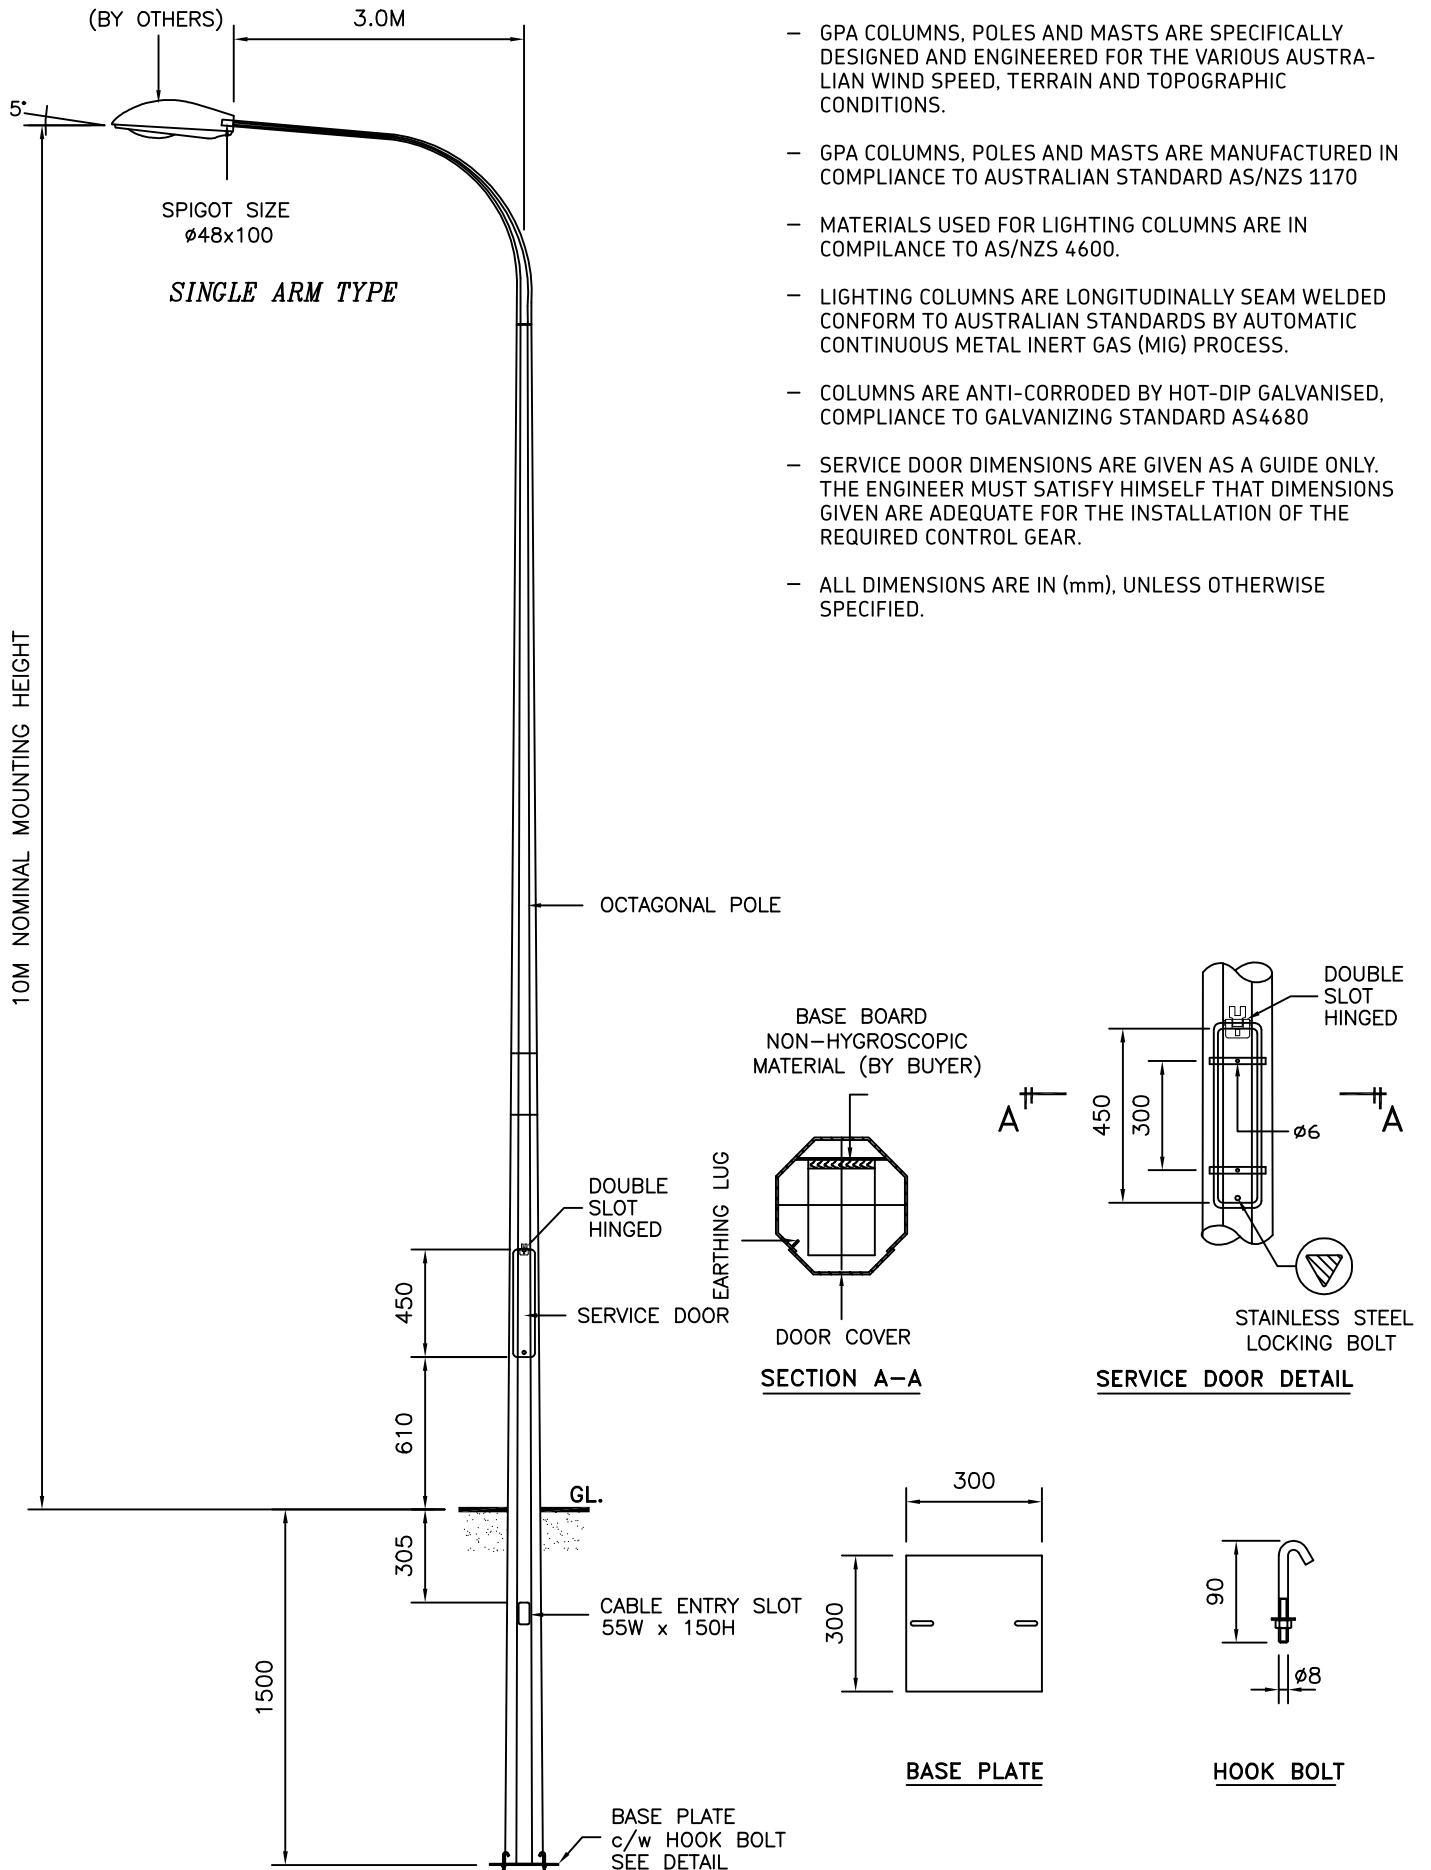 (BY OTHERS)
3.0M
5°
SPIGOT SIZE
ø48x100
SINGLE ARM TYPE
10M NOMINAL MOUNTING HEIGHT
– GPA COLUMNS, POLES AND MASTS ARE SPECIFICALLY
DESIGNED AND ENGINEERED FOR THE VARIOUS AUSTRA-
LIAN WIND SPEED, TERRAIN AND TOPOGRAPHIC
CONDITIONS.
– GPA COLUMNS, POLES AND MASTS ARE MANUFACTURED IN
COMPLIANCE TO AUSTRALIAN STANDARD AS/NZS 1170
– MATERIALS USED FOR LIGHTING COLUMNS ARE IN
COMPILANCE TO AS/NZS 4600.
– LIGHTING COLUMNS ARE LONGITUDINALLY SEAM WELDED
CONFORM TO AUSTRALIAN STANDARDS BY AUTOMATIC
CONTINUOUS METAL INERT GAS (MIG) PROCESS.
– COLUMNS ARE ANTI-CORRODED BY HOT-DIP GALVANISED,
COMPLIANCE TO GALVANIZING STANDARD AS4680
– SERVICE DOOR DIMENSIONS ARE GIVEN AS A GUIDE ONLY.
THE ENGINEER MUST SATISFY HIMSELF THAT DIMENSIONS
GIVEN ARE ADEQUATE FOR THE INSTALLATION OF THE
REQUIRED CONTROL GEAR.
– ALL DIMENSIONS ARE IN (mm), UNLESS OTHERWISE
SPECIFIED.
OCTAGONAL POLE
DOUBLE
SLOT
HINGED
450
SERVICE DOOR
610
GL.
305
CABLE ENTRY SLOT
55W x 150H
1500
BASE PLATE
c/w HOOK BOLT
SEE DETAIL
BASE BOARD
NON-HYGROSCOPIC
MATERIAL (BY BUYER)
EARTHING LUG
DOOR COVER
SECTION A-A
DOUBLE
SLOT
HINGED
A
A
450
300
ø6
STAINLESS STEEL
LOCKING BOLT
SERVICE DOOR DETAIL
300
300
BASE PLATE
90
ø8
HOOK BOLT